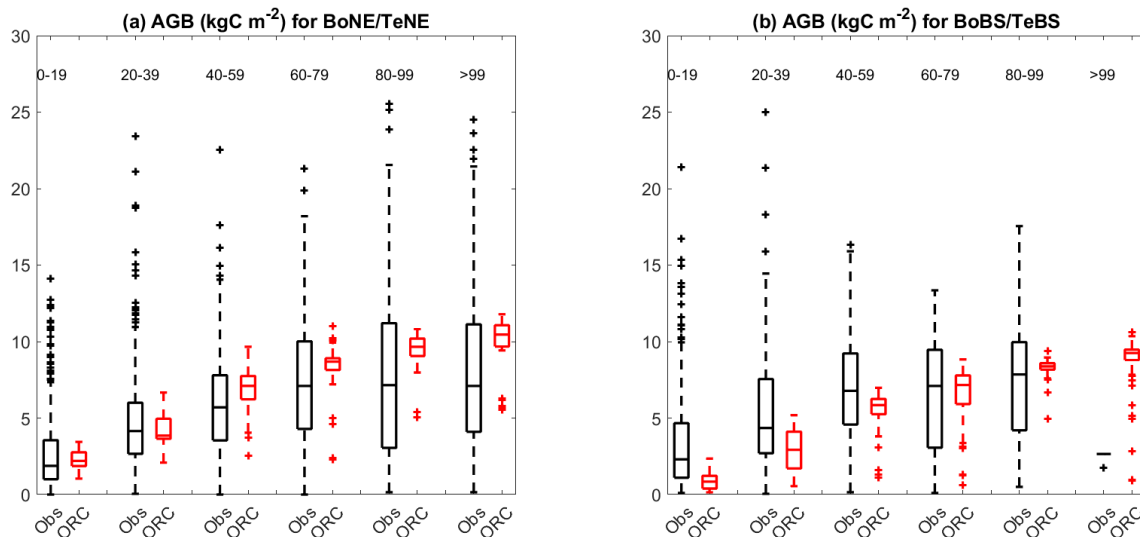 (a) AGB (kgC m-2) for BoNE/TeNE
30
25
20
15
10
5
0
0-19 20-39 40-59 60-79 80-99 >99
Obs ORC Obs ORC Obs ORC Obs ORC Obs ORC Obs ORC
(b) AGB (kgC m-2) for BoBS/TeBS
30
25
20
15
10
5
0
0-19 20-39 40-59 60-79 80-99 >99
Obs ORC Obs ORC Obs ORC Obs ORC Obs ORC Obs ORC